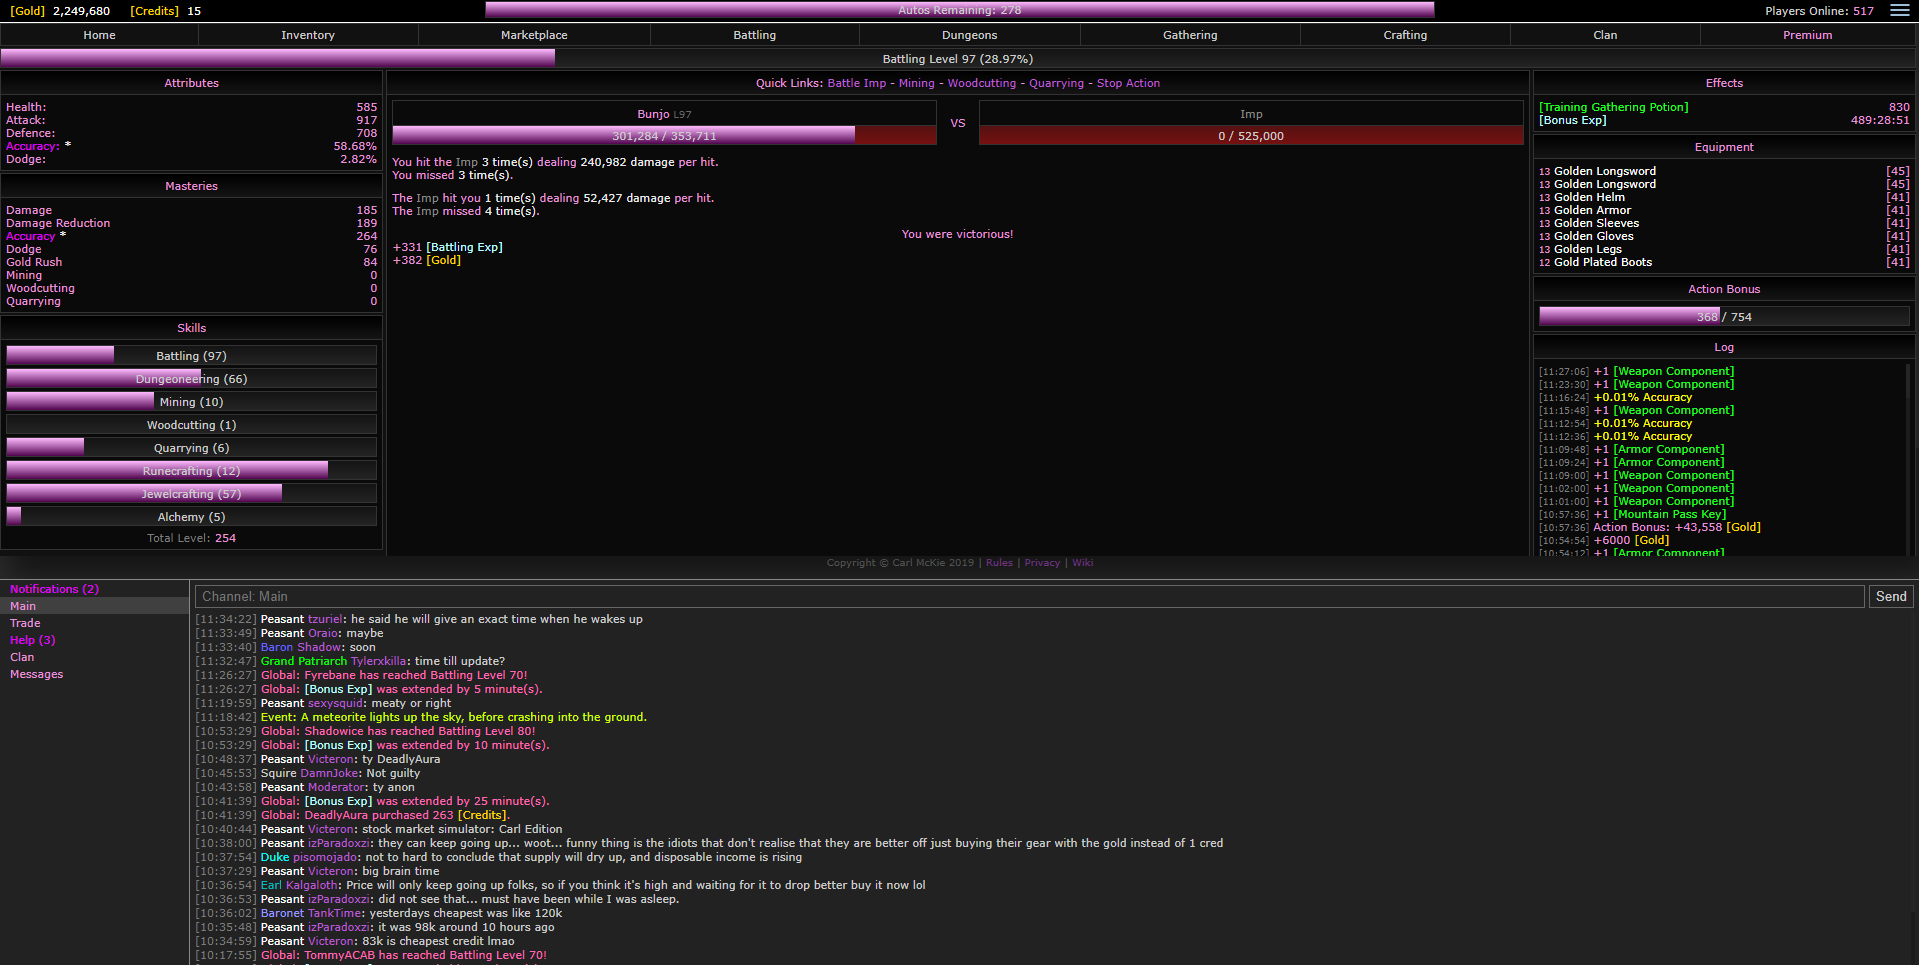 [Gold] 2,249,680 [Credits] 15 Autos Remaining: 278 Players Online: 517
Home Inventory Marketplace Battling Dungeons Gathering Crafting Clan Premium
Battling Level 97 (28.97%)
Attributes
Health: 585
Attack: 917
Defence: 708
Accuracy: * 58.68%
Dodge: 2.82%
Masteries
Damage 185
Damage Reduction 189
Accuracy * 264
Dodge 76
Gold Rush 84
Mining 0
Woodcutting 0
Quarrying 0
Skills
Battling (97)
Dungeoneering (66)
Mining (10)
Woodcutting (1)
Quarrying (6)
Runecrafting (12)
Jewelcrafting (57)
Alchemy (5)
Total Level: 254
Quick Links: Battle Imp - Mining - Woodcutting - Quarrying - Stop Action
Bunjo L97
301,284 / 353,711
VS
Imp
0 / 525,000
You hit the Imp 3 time(s) dealing 240,982 damage per hit.
You missed 3 time(s).
The Imp hit you 1 time(s) dealing 52,427 damage per hit.
The Imp missed 4 time(s).
You were victorious!
+331 [Battling Exp]
+382 [Gold]
Effects
[Training Gathering Potion] 830
[Bonus Exp] 489:28:51
Equipment
13 Golden Longsword [45]
13 Golden Longsword [45]
13 Golden Helm [41]
13 Golden Armor [41]
13 Golden Sleeves [41]
13 Golden Gloves [41]
13 Golden Legs [41]
12 Gold Plated Boots [41]
Action Bonus
368 / 754
Log
[11:27:06] +1 [Weapon Component]
[11:23:30] +1 [Weapon Component]
[11:16:24] +0.01% Accuracy
[11:15:48] +1 [Weapon Component]
[11:12:54] +0.01% Accuracy
[11:12:36] +0.01% Accuracy
[11:09:48] +1 [Armor Component]
[11:09:24] +1 [Armor Component]
[11:09:00] +1 [Weapon Component]
[11:02:00] +1 [Weapon Component]
[11:01:00] +1 [Weapon Component]
[10:57:36] +1 [Mountain Pass Key]
[10:57:36] Action Bonus: +43,558 [Gold]
[10:54:54] +6000 [Gold]
[10:54:12] +1 [Armor Component]
Copyright © Carl McKie 2019 | Rules | Privacy | Wiki
Notifications (2)
Main
Trade
Help (3)
Clan
Messages
Channel: Main
Send
[11:34:22] Peasant tzuriel: he said he will give an exact time when he wakes up
[11:33:49] Peasant Oraio: maybe
[11:33:40] Baron Shadow: soon
[11:32:47] Grand Patriarch Tylerxkilla: time till update?
[11:26:27] Global: Fyrebane has reached Battling Level 70!
[11:26:27] Global: [Bonus Exp] was extended by 5 minute(s).
[11:19:59] Peasant sexysquid: meaty or right
[11:18:42] Event: A meteorite lights up the sky, before crashing into the ground.
[10:53:29] Global: Shadowice has reached Battling Level 80!
[10:53:29] Global: [Bonus Exp] was extended by 10 minute(s).
[10:48:37] Peasant Victeron: ty DeadlyAura
[10:45:53] Squire DamnJoke: Not guilty
[10:43:58] Peasant Moderator: ty anon
[10:41:39] Global: [Bonus Exp] was extended by 25 minute(s).
[10:41:39] Global: DeadlyAura purchased 263 [Credits].
[10:40:44] Peasant Victeron: stock market simulator: Carl Edition
[10:38:00] Peasant izParadoxzi: they can keep going up... woot... funny thing is the idiots that don't realise that they are better off just buying their gear with the gold instead of 1 cred
[10:37:54] Duke pisomojado: not to hard to conclude that supply will dry up, and disposable income is rising
[10:37:29] Peasant Victeron: big brain time
[10:36:54] Earl Kalgaloth: Price will only keep going up folks, so if you think it's high and waiting for it to drop better buy it now lol
[10:36:53] Peasant izParadoxzi: did not see that... must have been while I was asleep.
[10:36:02] Baronet TankTime: yesterdays cheapest was like 120k
[10:35:48] Peasant izParadoxzi: it was 98k around 10 hours ago
[10:34:59] Peasant Victeron: 83k is cheapest credit lmao
[10:17:55] Global: TommyACAB has reached Battling Level 70!